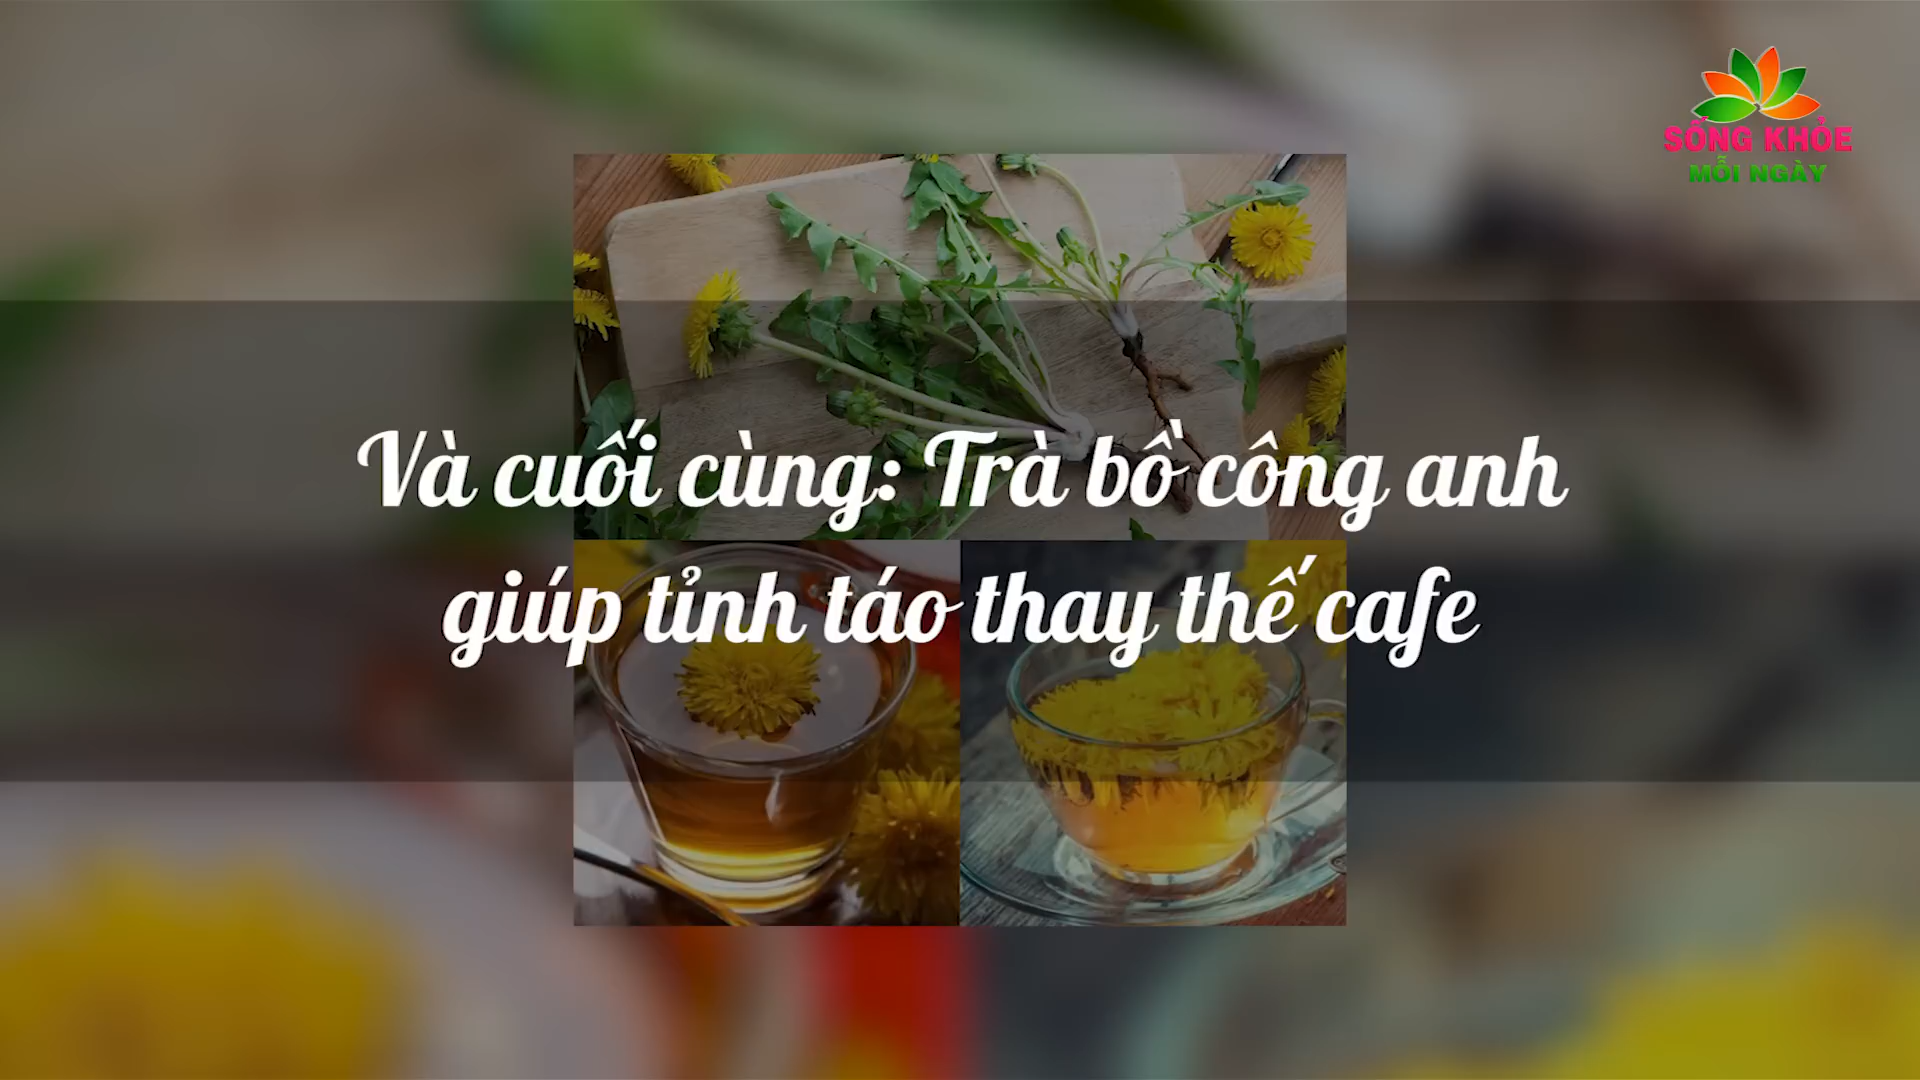 SỐNG KHỎE
MỖI NGÀY
Và cuối cùng: Trà bồ công anh
giúp tỉnh táo thay thế cafe